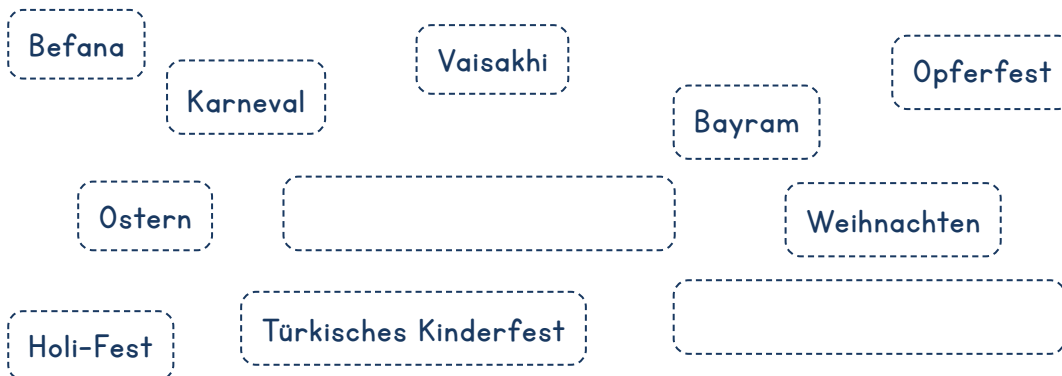 Befana
Karneval
Vaisakhi
Bayram
Opferfest
Ostern
Weihnachten
Holi-Fest
Türkisches Kinderfest